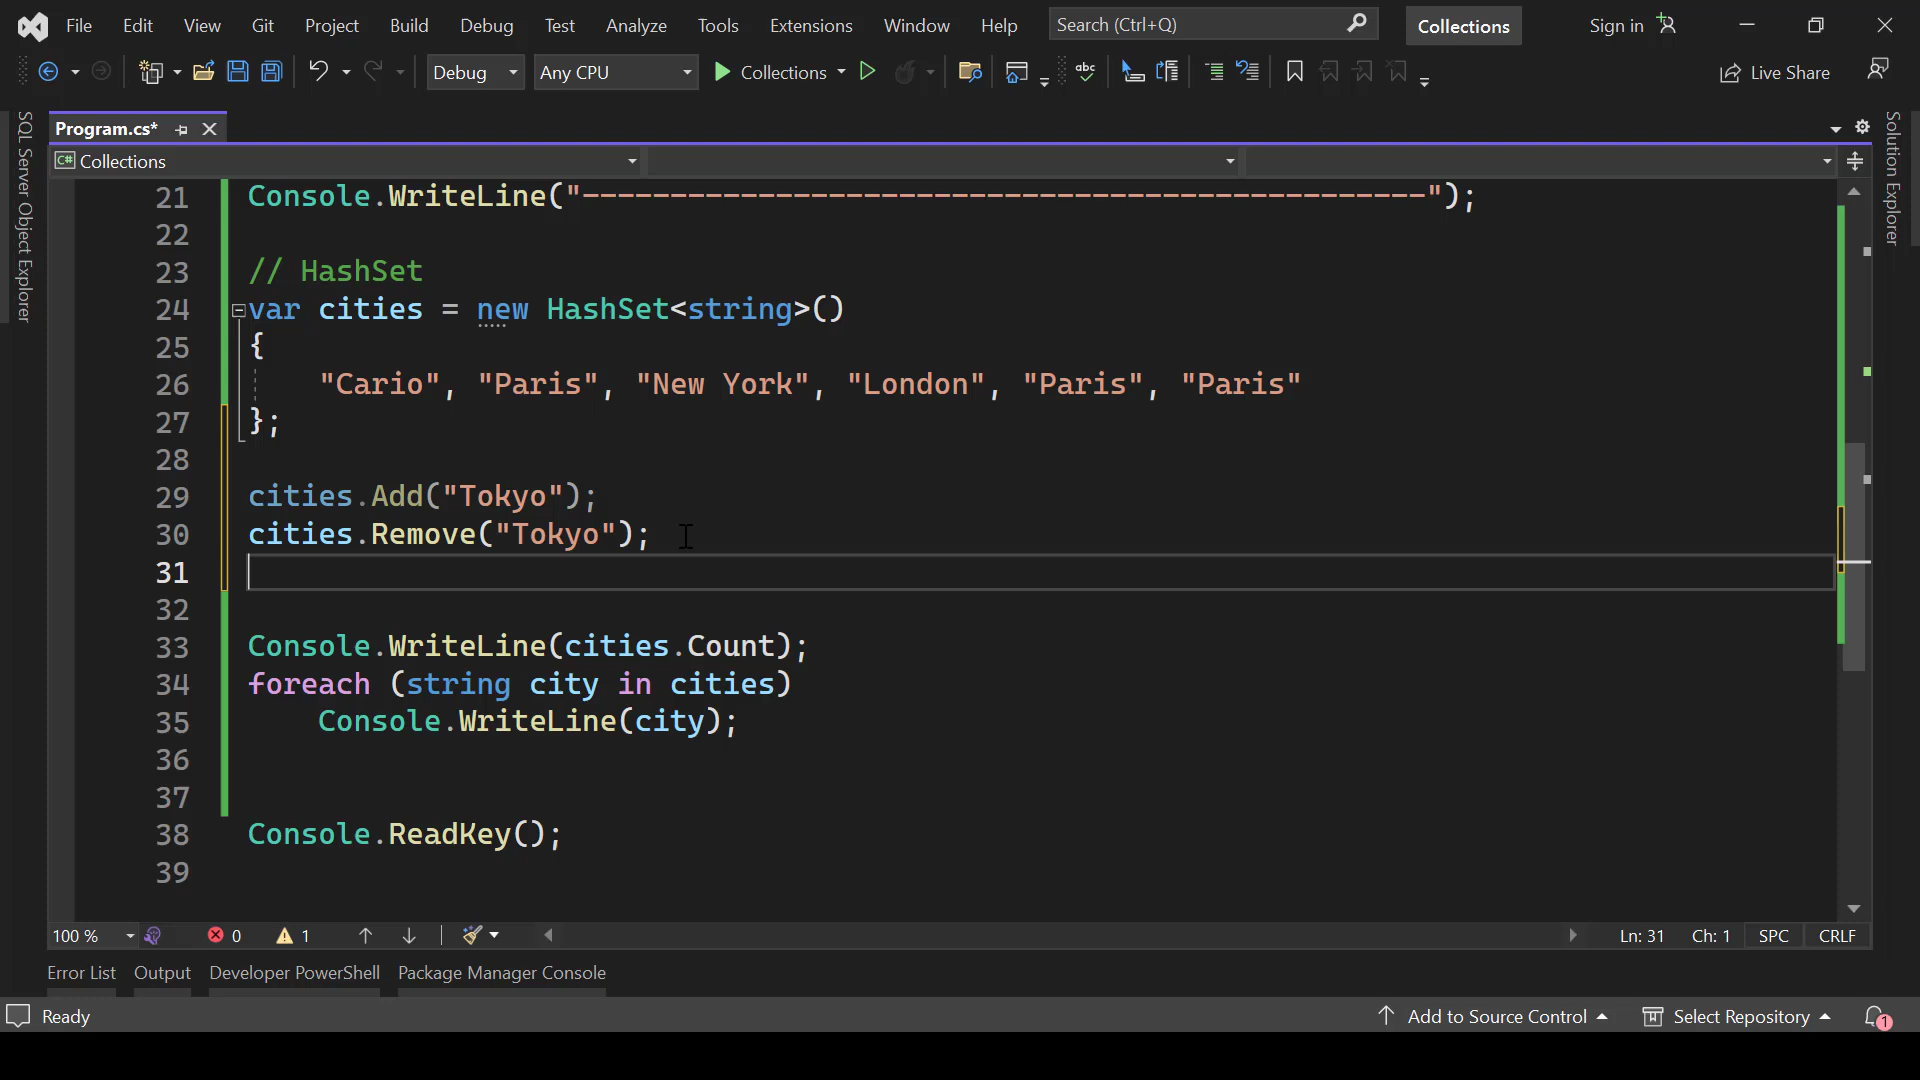 File Edit View Git Project Build Debug Test Analyze Tools Extensions Window Help Search (Ctrl+Q) Collections Sign in
Debug Any CPU Collections abc Live Share
SQL Server Object Explorer
Program.cs*
Solution Explorer
C# Collections
21 Console.WriteLine("------------------------------------------------");
22
23 // HashSet
24 var cities = new HashSet<string>()
25 {
26 "Cario", "Paris", "New York", "London", "Paris", "Paris"
27 };
28
29 cities.Add("Tokyo");
30 cities.Remove("Tokyo");
31
32
33 Console.WriteLine(cities.Count);
34 foreach (string city in cities)
35 Console.WriteLine(city);
36
37
38 Console.ReadKey();
39
100 % 0 1 Ln: 31 Ch: 1 SPC CRLF
Error List Output Developer PowerShell Package Manager Console
Ready Add to Source Control Select Repository 1